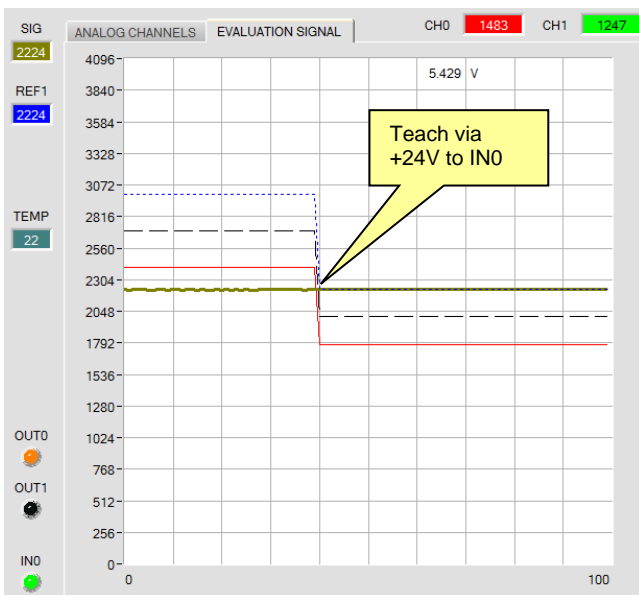 SIG
2224
REF1
2224
TEMP
22
OUT0
OUT1
IN0
ANALOG CHANNELS
EVALUATION SIGNAL
CH0
1483
CH1
1247
5.429 V
4096
3840
3584
3328
3072
2816
2560
2304
2048
1792
1536
1280
1024
768
512
256
0
0
100
Teach via
+24V to IN0